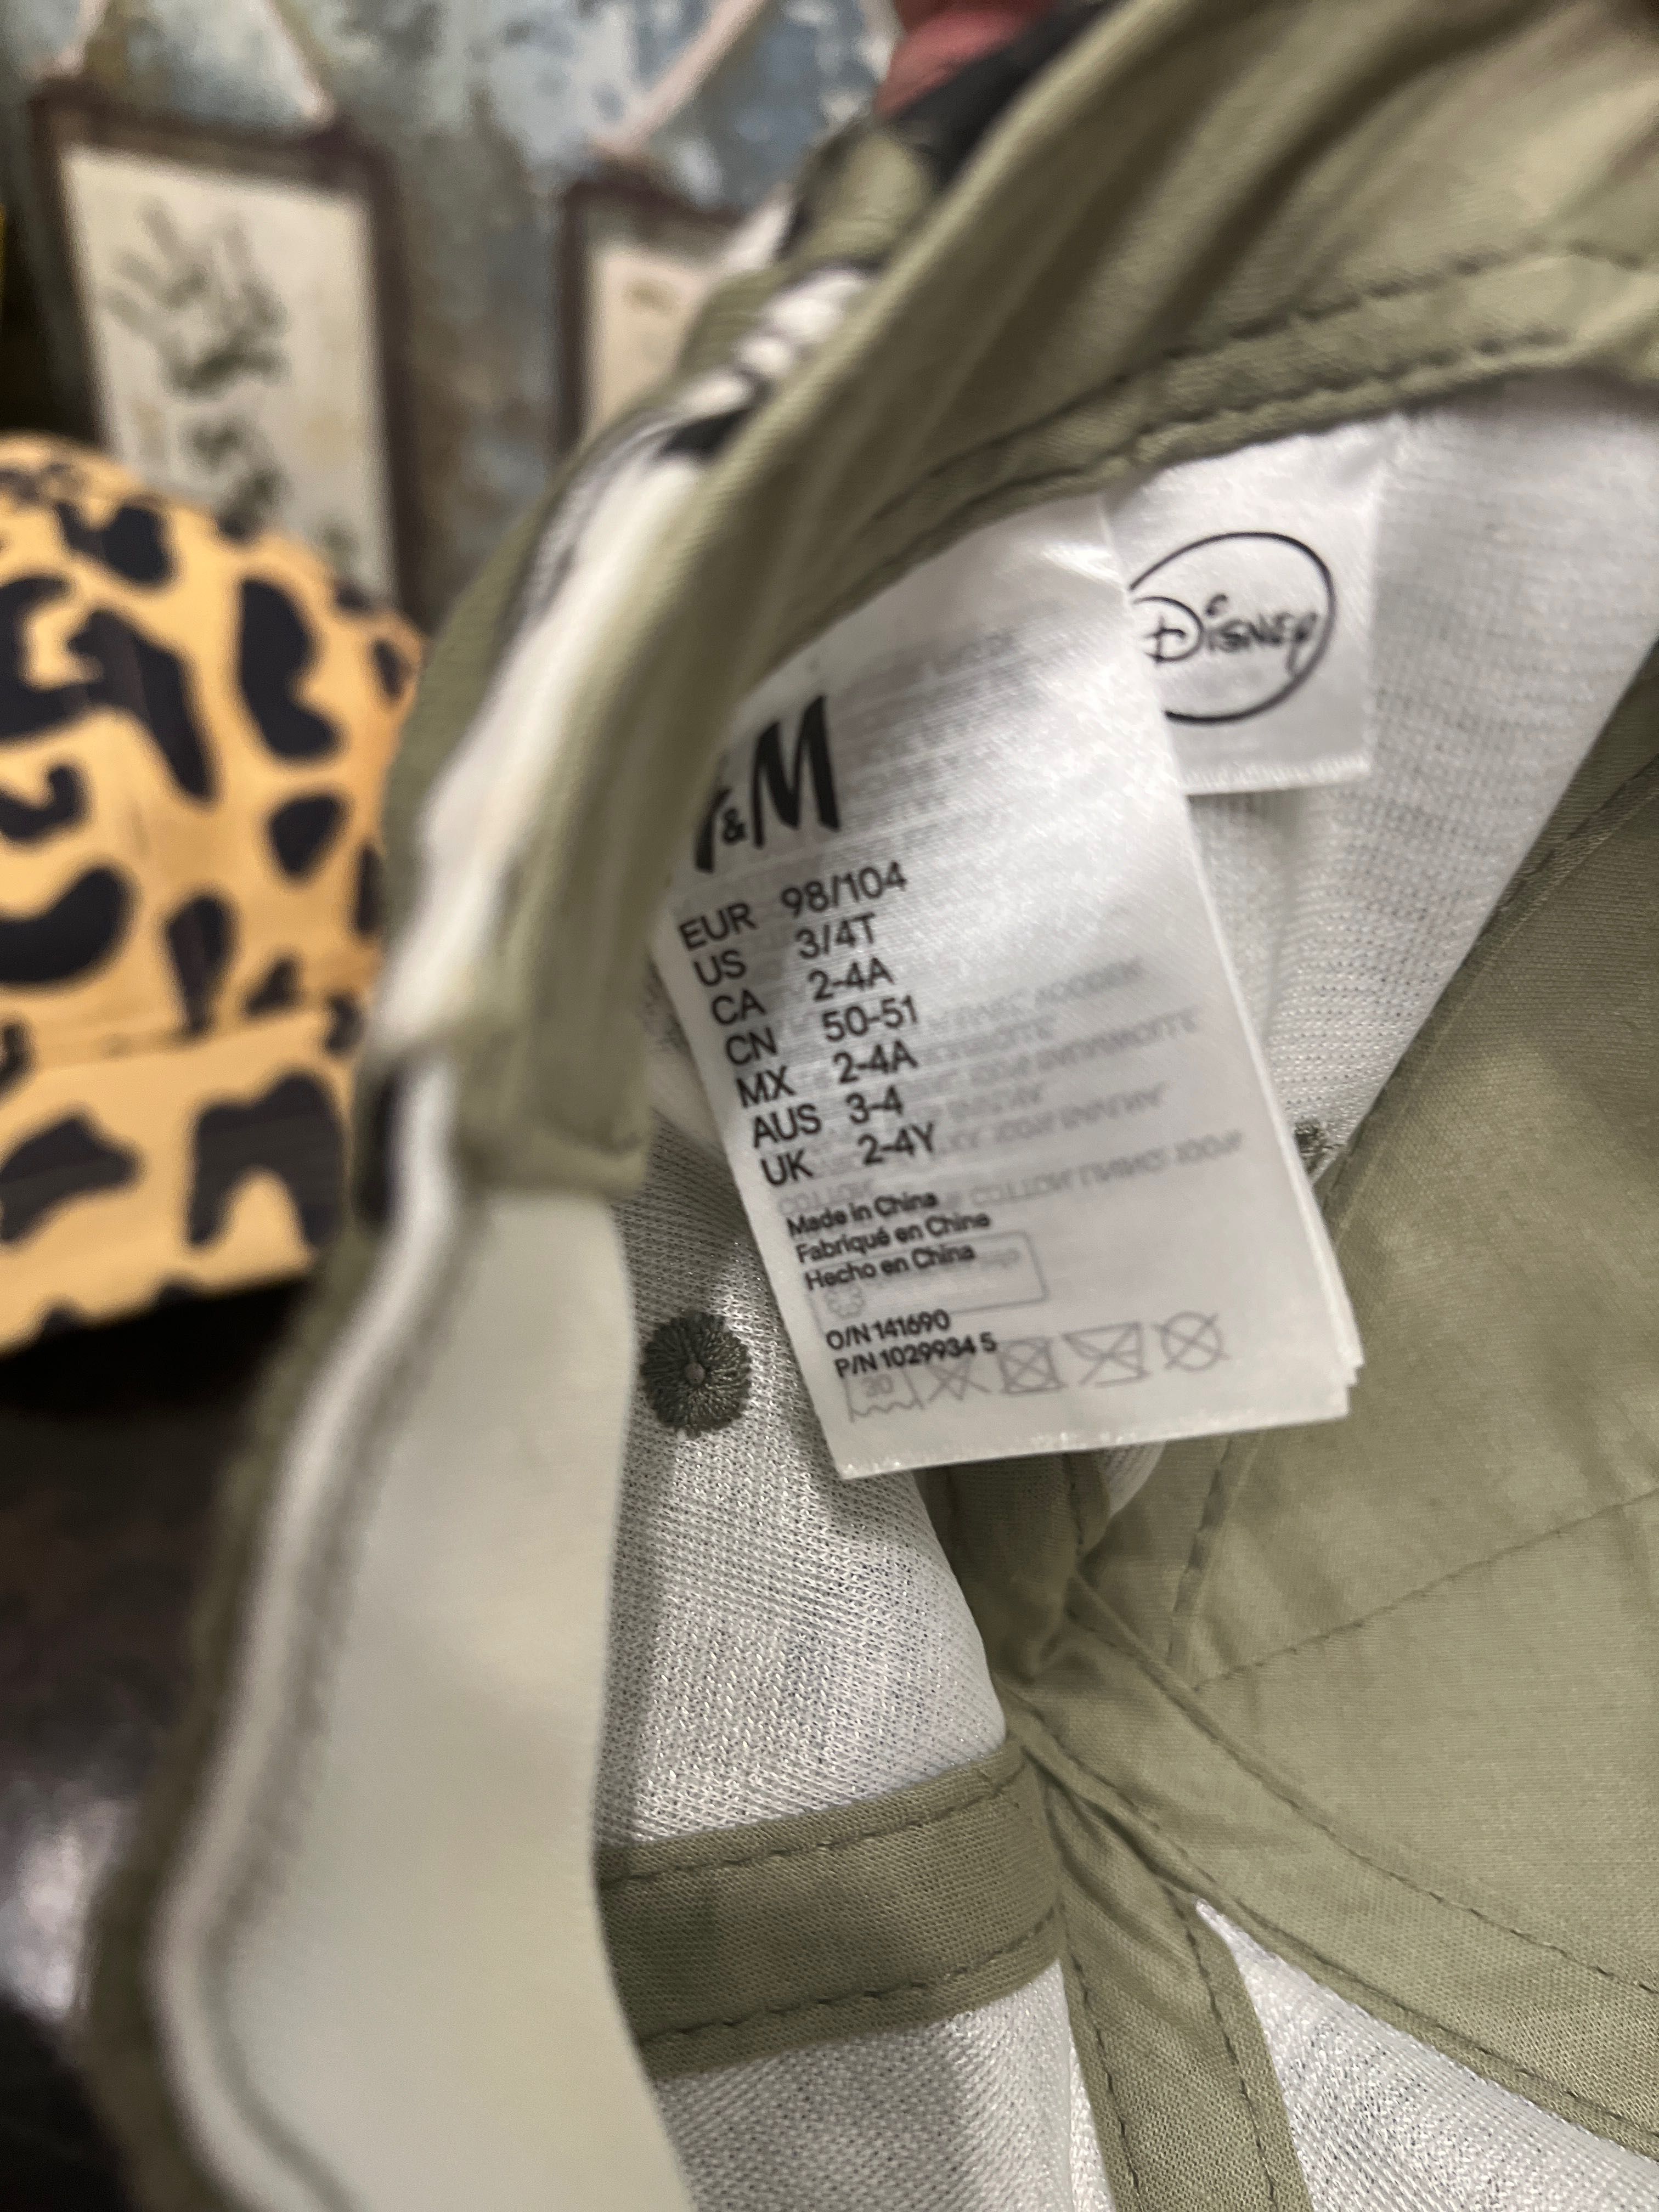 Disney
&M
EUR 98/104
US 3/4T
CA 2-4A
CN 50-51
MX 2-4A
AUS 3-4
UK 2-4Y
Made in China
Fabriqué en China
Hecho en China
O/N 141690
P/N 1029934 5
30